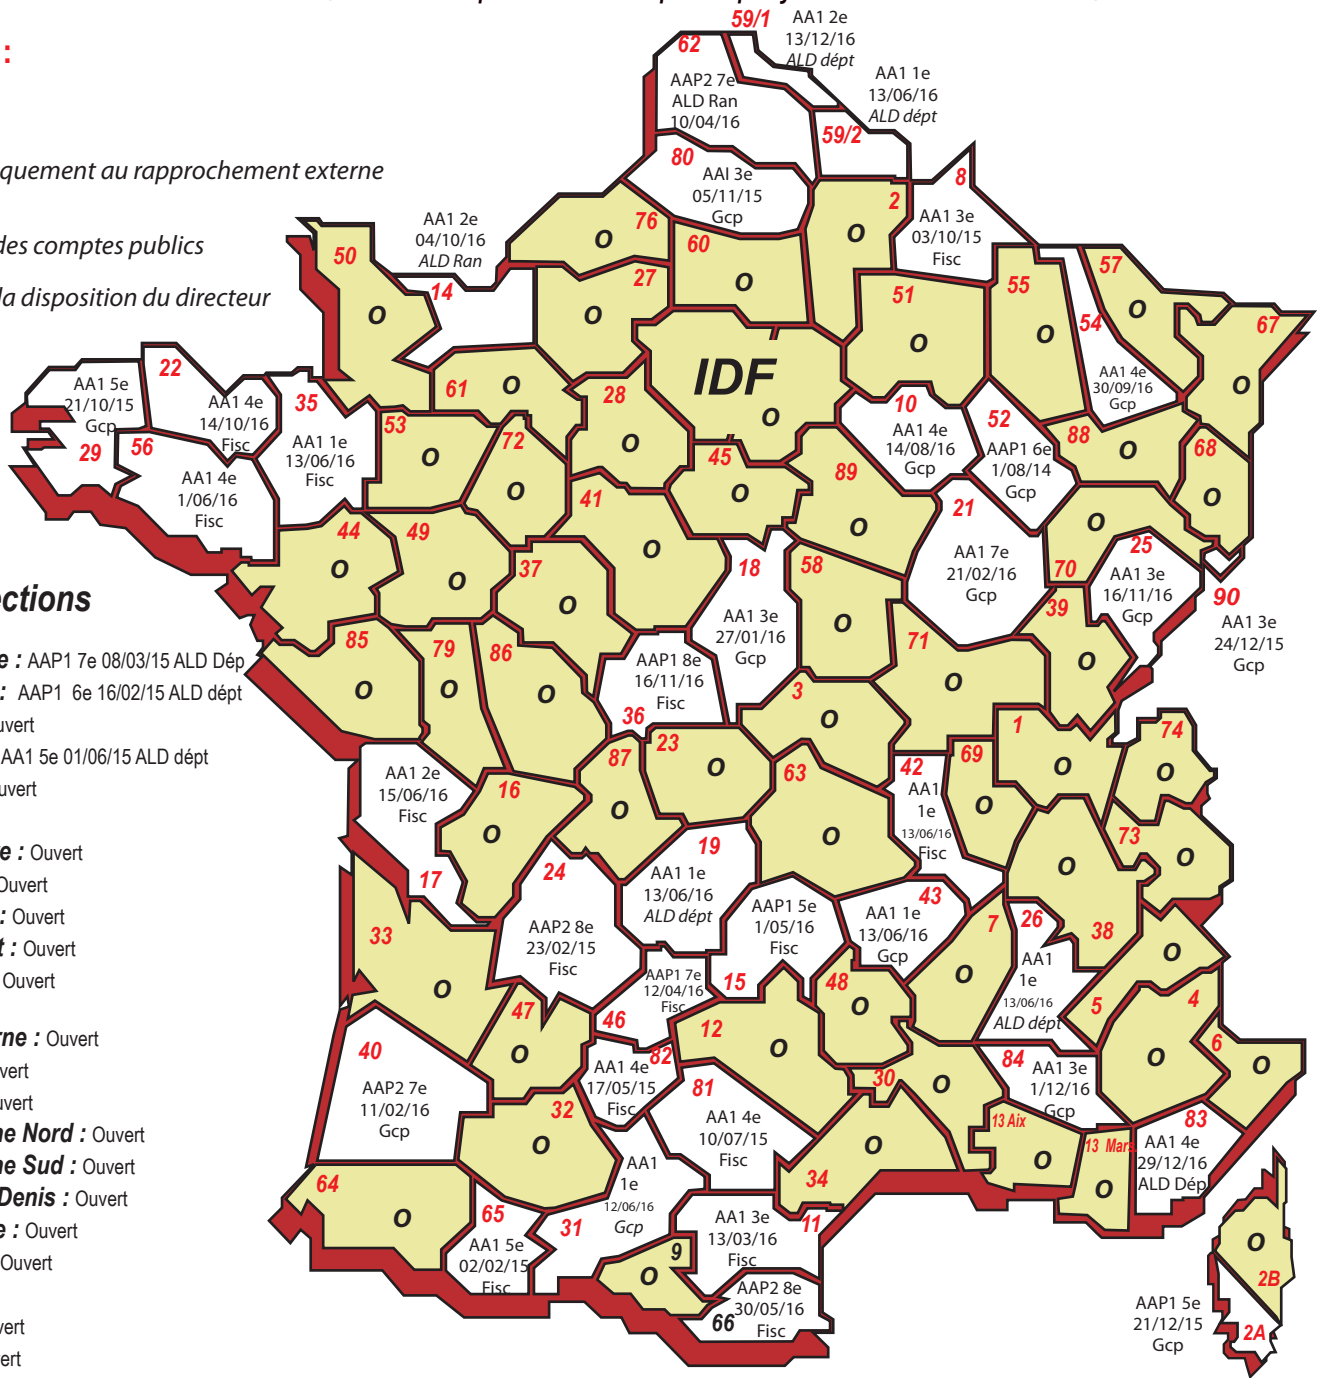 59/1
AA1 2e
13/12/16
ALD dépt
:
62
AAP2 7e
ALD Ran
10/04/16
AA1 1e
13/06/16
ALD dépt
59/2
quement au rapprochement externe
80
AAI 3e
05/11/15
Gcp
8
AA1 3e
03/10/15
Fisc
2
O
AA1 2e
04/10/16
ALD Ran
76
O
60
O
des comptes publics
50
O
27
O
51
O
55
O
57
O
67
O
la disposition du directeur
14
54
AA1 4e
30/09/16
Gcp
IDF
O
AA1 5e
21/10/15
Gcp
29
22
AA1 4e
14/10/16
Fisc
35
AA1 1e
13/06/16
Fisc
56
AA1 4e
1/06/16
Fisc
61
O
28
O
53
O
72
O
10
AA1 4e
14/08/16
Gcp
52
AAP1 6e
1/08/14
Gcp
88
O
68
O
45
O
89
O
41
O
21
AA1 7e
21/02/16
Gcp
44
O
49
O
37
O
18
AA1 3e
27/01/16
Gcp
58
O
70
O
25
AA1 3e
16/11/16
Gcp
90
AA1 3e
24/12/15
Gcp
39
O
ections
85
O
79
O
86
O
AAP1 8e
16/11/16
Fisc
36
71
O
e : AAP1 7e 08/03/15 ALD Dép
: AAP1 6e 16/02/15 ALD dépt
uvert
AA1 5e 01/06/15 ALD dépt
uvert
3
O
1
O
74
O
AA1 2e
15/06/16
Fisc
17
16
O
87
O
23
O
63
O
42
AA1
1e
13/06/16
Fisc
69
O
73
O
re : Ouvert
Ouvert
: Ouvert
t : Ouvert
Ouvert
24
AAP2 8e
23/02/15
Fisc
19
AA1 1e
13/06/16
ALD dépt
AAP1 5e
1/05/16
Fisc
15
43
AA1 1e
13/06/16
Gcp
7
O
26
AA1
1e
13/06/16
ALD dépt
38
O
33
O
47
O
AAP1 7e
12/04/16
Fisc
46
12
O
48
O
5
O
4
O
6
O
rne : Ouvert
vert
uvert
ne Nord : Ouvert
ne Sud : Ouvert
Denis : Ouvert
e : Ouvert
Ouvert
vert
vert
40
AAP2 7e
11/02/16
Gcp
82
AA1 4e
17/05/15
Fisc
81
AA1 4e
10/07/15
Fisc
30
O
84
AA1 3e
1/12/16
Gcp
32
O
13 Aix
O
13 Mars
O
83
AA1 4e
29/12/16
ALD Dép
64
O
65
AA1 5e
02/02/15
Fisc
AA1
1e
12/06/16
Gcp
31
34
O
11
AA1 3e
13/03/16
Fisc
9
O
AAP2 8e
30/05/16
Fisc
66
O
2B
AAP1 5e
21/12/15
Gcp
2A